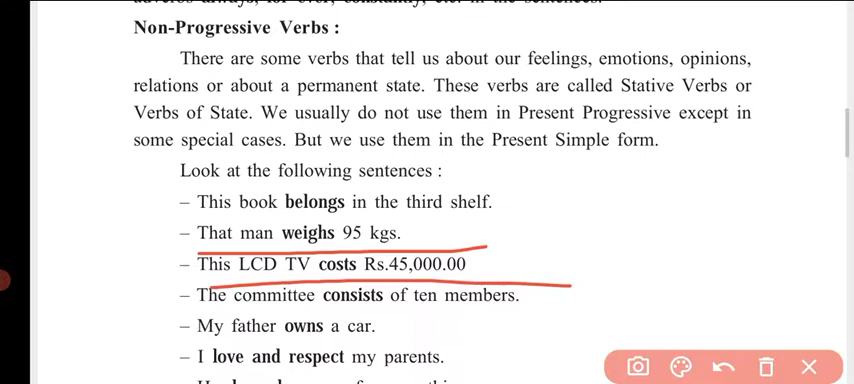 Non-Progressive Verbs :
There are some verbs that tell us about our feelings, emotions, opinions,
relations or about a permanent state. These verbs are called Stative Verbs or
Verbs of State. We usually do not use them in Present Progressive except in
some special cases. But we use them in the Present Simple form.
Look at the following sentences :
– This book belongs in the third shelf.
– That man weighs 95 kgs.
– This LCD TV costs Rs.45,000.00
– The committee consists of ten members.
– My father owns a car.
– I love and respect my parents.